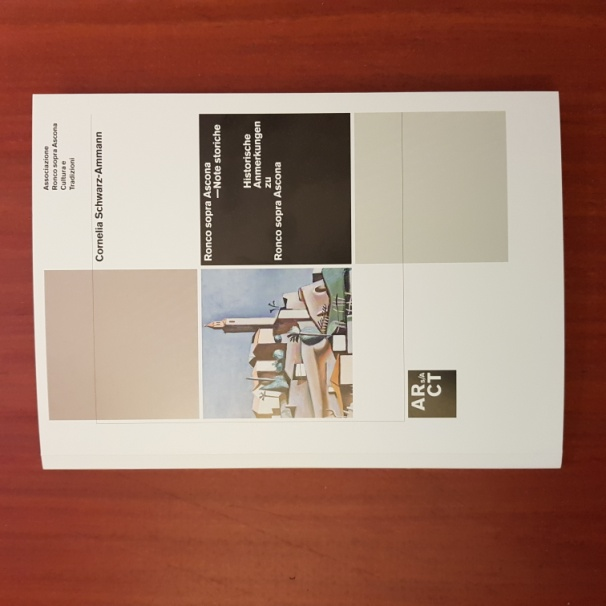 Associazione
Ronco sopra Ascona
Cultura e
Tradizioni
Cornelia Schwarz-Ammann
Ronco sopra Ascona
—Note storiche
Historische
Anmerkungen
zu
Ronco sopra Ascona
AR s/A
CT